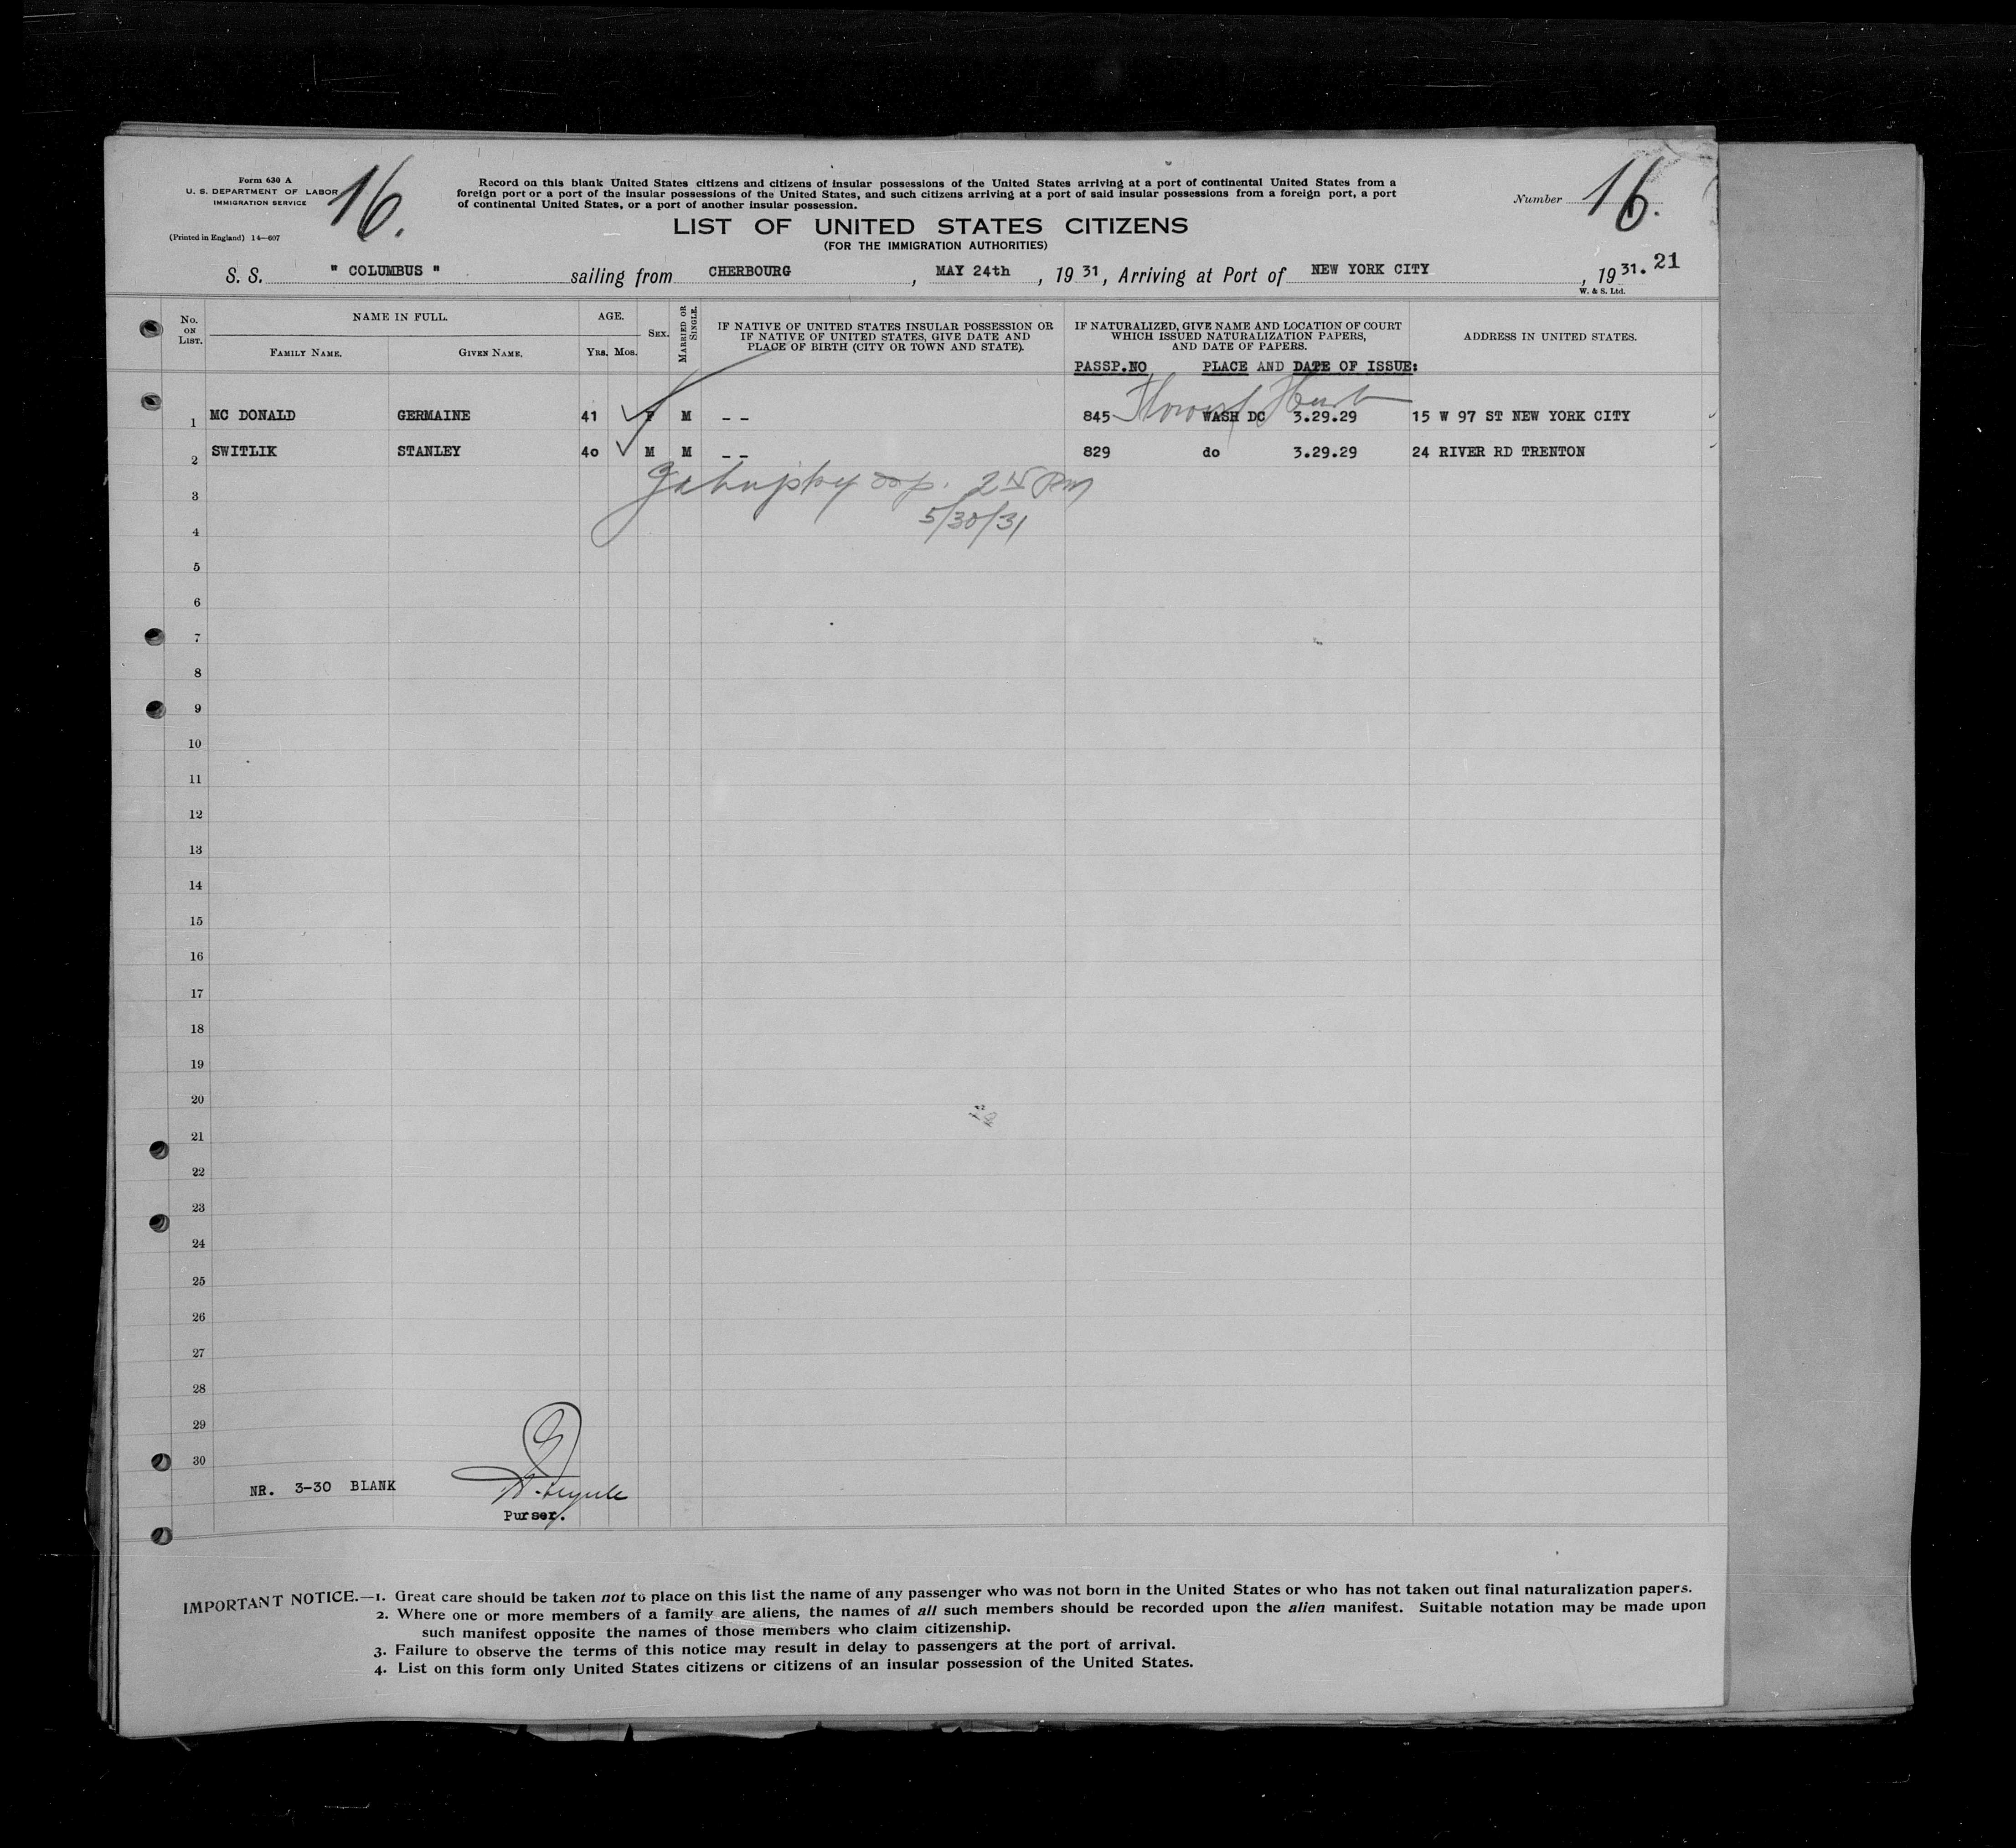 Form 630 A
U. S. DEPARTMENT OF LABOR
IMMIGRATION SERVICE
(Printed in England) 14—607
16.
Record on this blank United States citizens and citizens of insular possessions of the United States arriving at a port of continental United States from a
foreign port or a port of the insular possessions of the United States, and such citizens arriving at a port of said insular possessions from a foreign port, a port
of continental United States, or a port of another insular possession.
Number 16.
LIST OF UNITED STATES CITIZENS
(FOR THE IMMIGRATION AUTHORITIES)
S. S. " COLUMBUS " sailing from CHERBOURG , MAY 24th , 19 31 , Arriving at Port of NEW YORK CITY , 19 31. 21
W. & S. Ltd.
No. ON LIST. NAME IN FULL. AGE. SEX. MARRIED OR SINGLE. IF NATIVE OF UNITED STATES INSULAR POSSESSION OR IF NATIVE OF UNITED STATES, GIVE DATE AND PLACE OF BIRTH (CITY OR TOWN AND STATE). IF NATURALIZED, GIVE NAME AND LOCATION OF COURT WHICH ISSUED NATURALIZATION PAPERS, AND DATE OF PAPERS. ADDRESS IN UNITED STATES.
FAMILY NAME. GIVEN NAME. YRS. MOS.
PASSP.NO PLACE AND DATE OF ISSUE:
1 MC DONALD GERMAINE 41 F M -- 845 WASH DC 3.29.29 15 W 97 ST NEW YORK CITY
2 SWITLIK STANLEY 40 M M -- 829 do 3.29.29 24 RIVER RD TRENTON
3
5/30/31
4
5
6
7
8
9
10
11
12
13
14
15
16
17
18
19
20
21
22
23
24
25
26
27
28
29
30
NR. 3-30 BLANK
Purser.
IMPORTANT NOTICE.—1. Great care should be taken not to place on this list the name of any passenger who was not born in the United States or who has not taken out final naturalization papers.
2. Where one or more members of a family are aliens, the names of all such members should be recorded upon the alien manifest. Suitable notation may be made upon
such manifest opposite the names of those members who claim citizenship.
3. Failure to observe the terms of this notice may result in delay to passengers at the port of arrival.
4. List on this form only United States citizens or citizens of an insular possession of the United States.